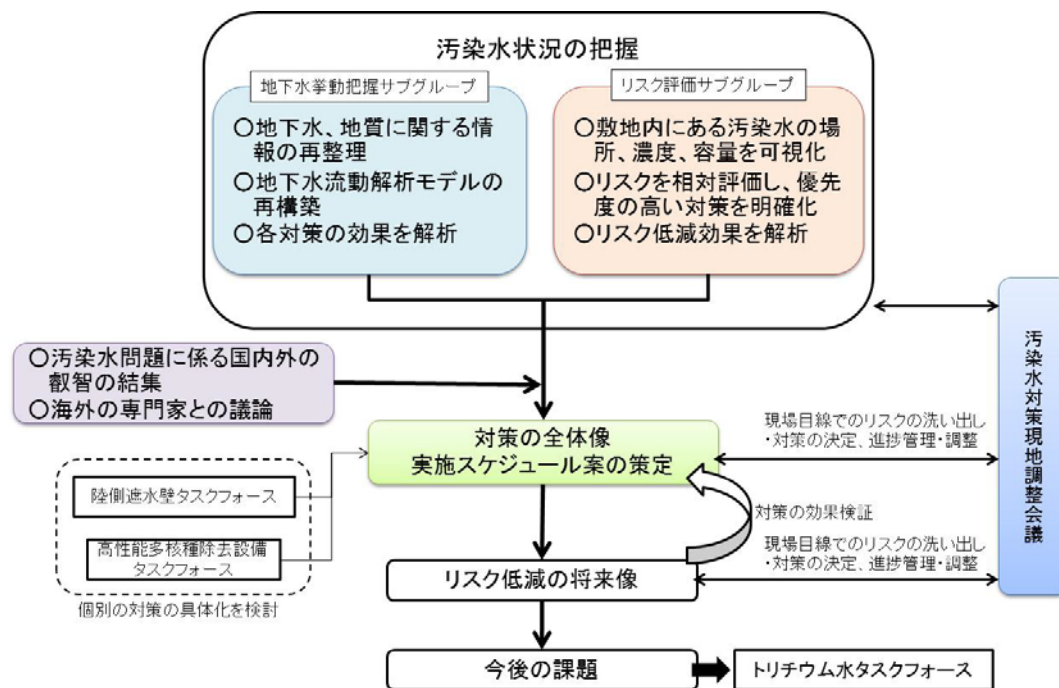 汚染水状況の把握
地下水挙動把握サブグループ
○地下水、地質に関する情
報の再整理
○地下水流動解析モデルの
再構築
○各対策の効果を解析
リスク評価サブグループ
○敷地内にある汚染水の場
所、濃度、容量を可視化
○リスクを相対評価し、優先
度の高い対策を明確化
○リスク低減効果を解析
○汚染水問題に係る国内外の
叡智の結集
○海外の専門家との議論
対策の全体像
実施スケジュール案の策定
現場目線でのリスクの洗い出し
・対策の決定、進捗管理・調整
汚染水対策現地調整会議
陸側遮水壁タスクフォース
高性能多核種除去設備
タスクフォース
個別の対策の具体化を検討
対策の効果検証
現場目線でのリスクの洗い出し
・対策の決定、進捗管理・調整
リスク低減の将来像
今後の課題
トリチウム水タスクフォース